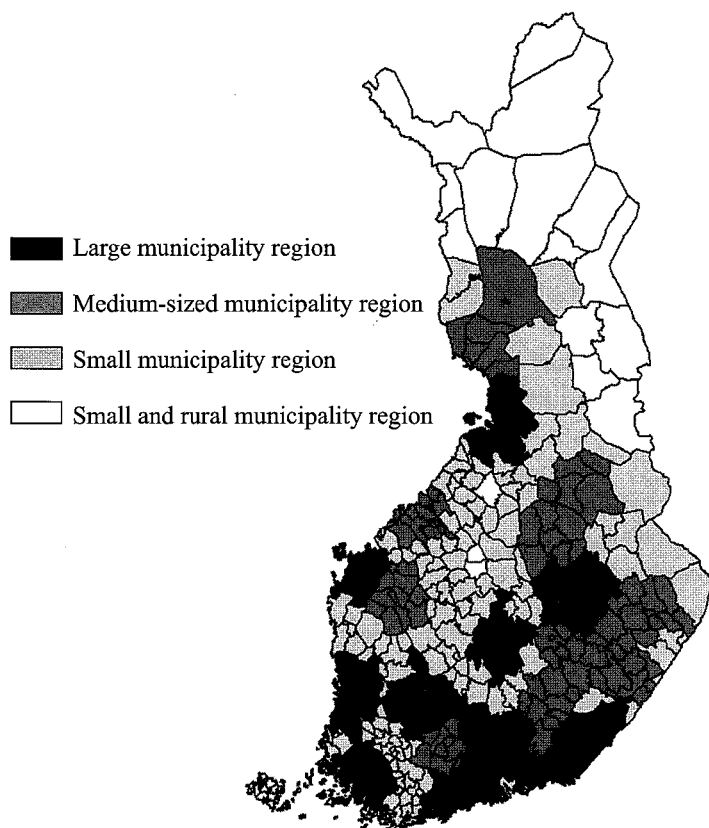 Large municipality region
Medium-sized municipality region
Small municipality region
Small and rural municipality region